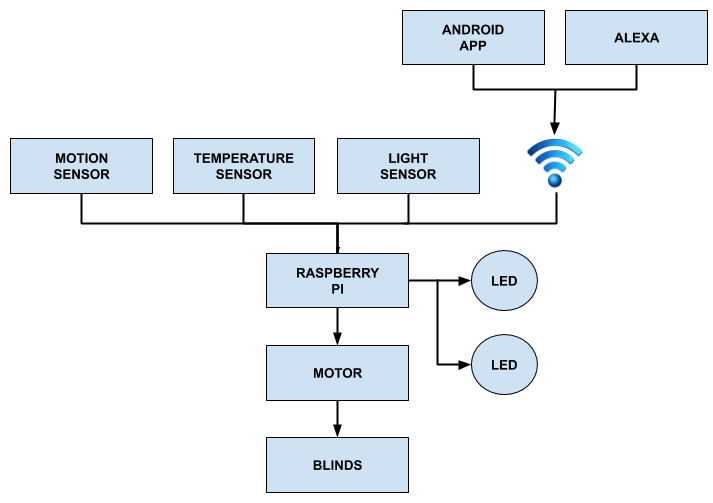 ANDROID
APP
ALEXA
MOTION
SENSOR
TEMPERATURE
SENSOR
LIGHT
SENSOR
RASPBERRY
PI
LED
LED
MOTOR
BLINDS